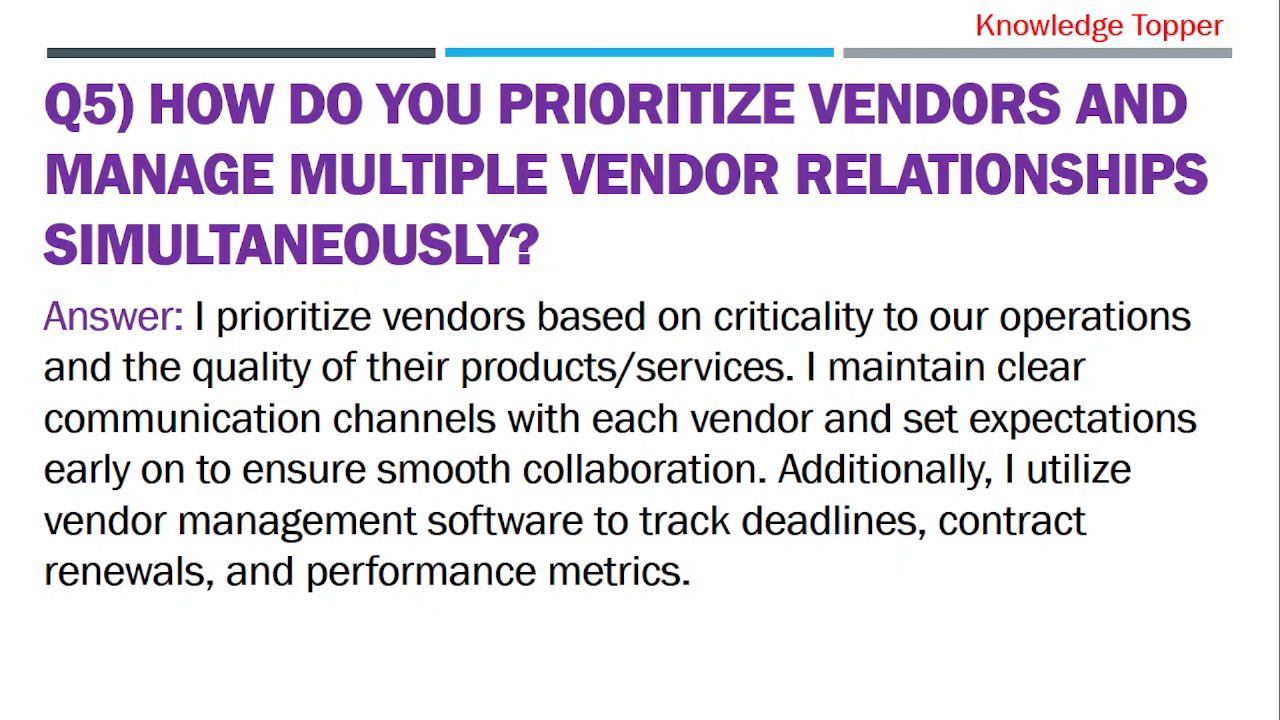 Knowledge Topper
Q5) HOW DO YOU PRIORITIZE VENDORS AND
MANAGE MULTIPLE VENDOR RELATIONSHIPS
SIMULTANEOUSLY?
Answer: I prioritize vendors based on criticality to our operations
and the quality of their products/services. I maintain clear
communication channels with each vendor and set expectations
early on to ensure smooth collaboration. Additionally, I utilize
vendor management software to track deadlines, contract
renewals, and performance metrics.